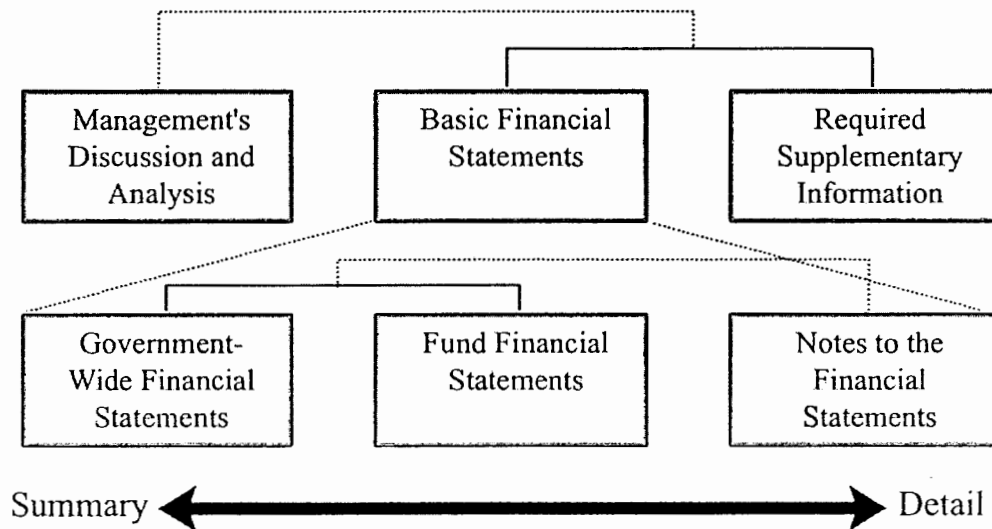 Management's
Discussion and
Analysis
Basic Financial
Statements
Required
Supplementary
Information
Government-
Wide Financial
Statements
Fund Financial
Statements
Notes to the
Financial
Statements
Summary
Detail